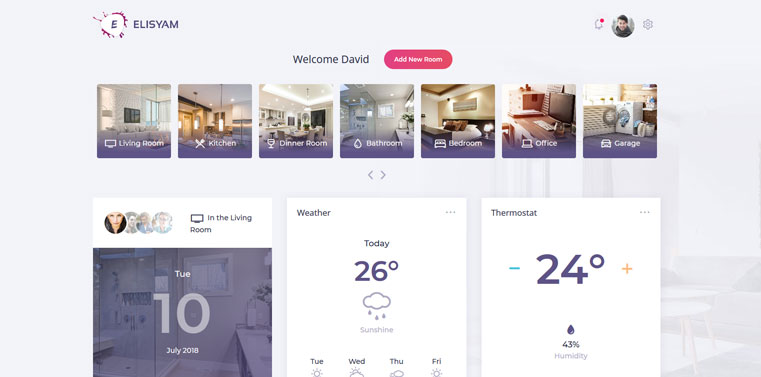 E ELISYAM
Welcome David
Add New Room
Living Room
Kitchen
Dinner Room
Bathroom
Bedroom
Office
Garage
In the Living
Room
Tue
10
July 2018
Weather
Today
26°
Sunshine
Tue Wed Thu Fri
Thermostat
− 24° +
43%
Humidity